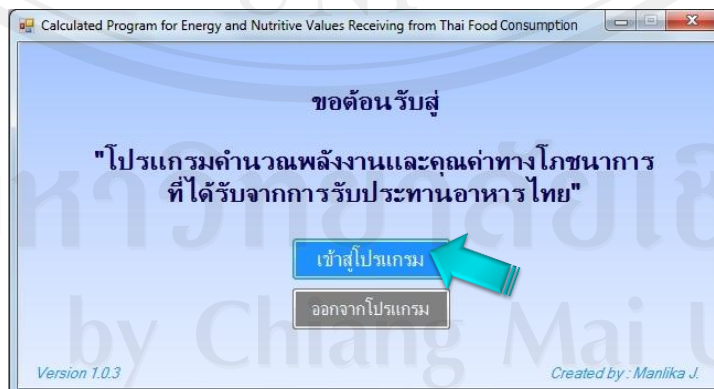 Calculated Program for Energy and Nutritive Values Receiving from Thai Food Consumption
ขอต้อนรับสู่
"โปรแกรมคำนวณพลังงานและคุณค่าทางโภชนาการ
ที่ได้รับจากการรับประทานอาหารไทย"
เข้าสู่โปรแกรม
ออกจากโปรแกรม
by Chiang Mai U
Version 1.0.3
Created by : Manlika J.